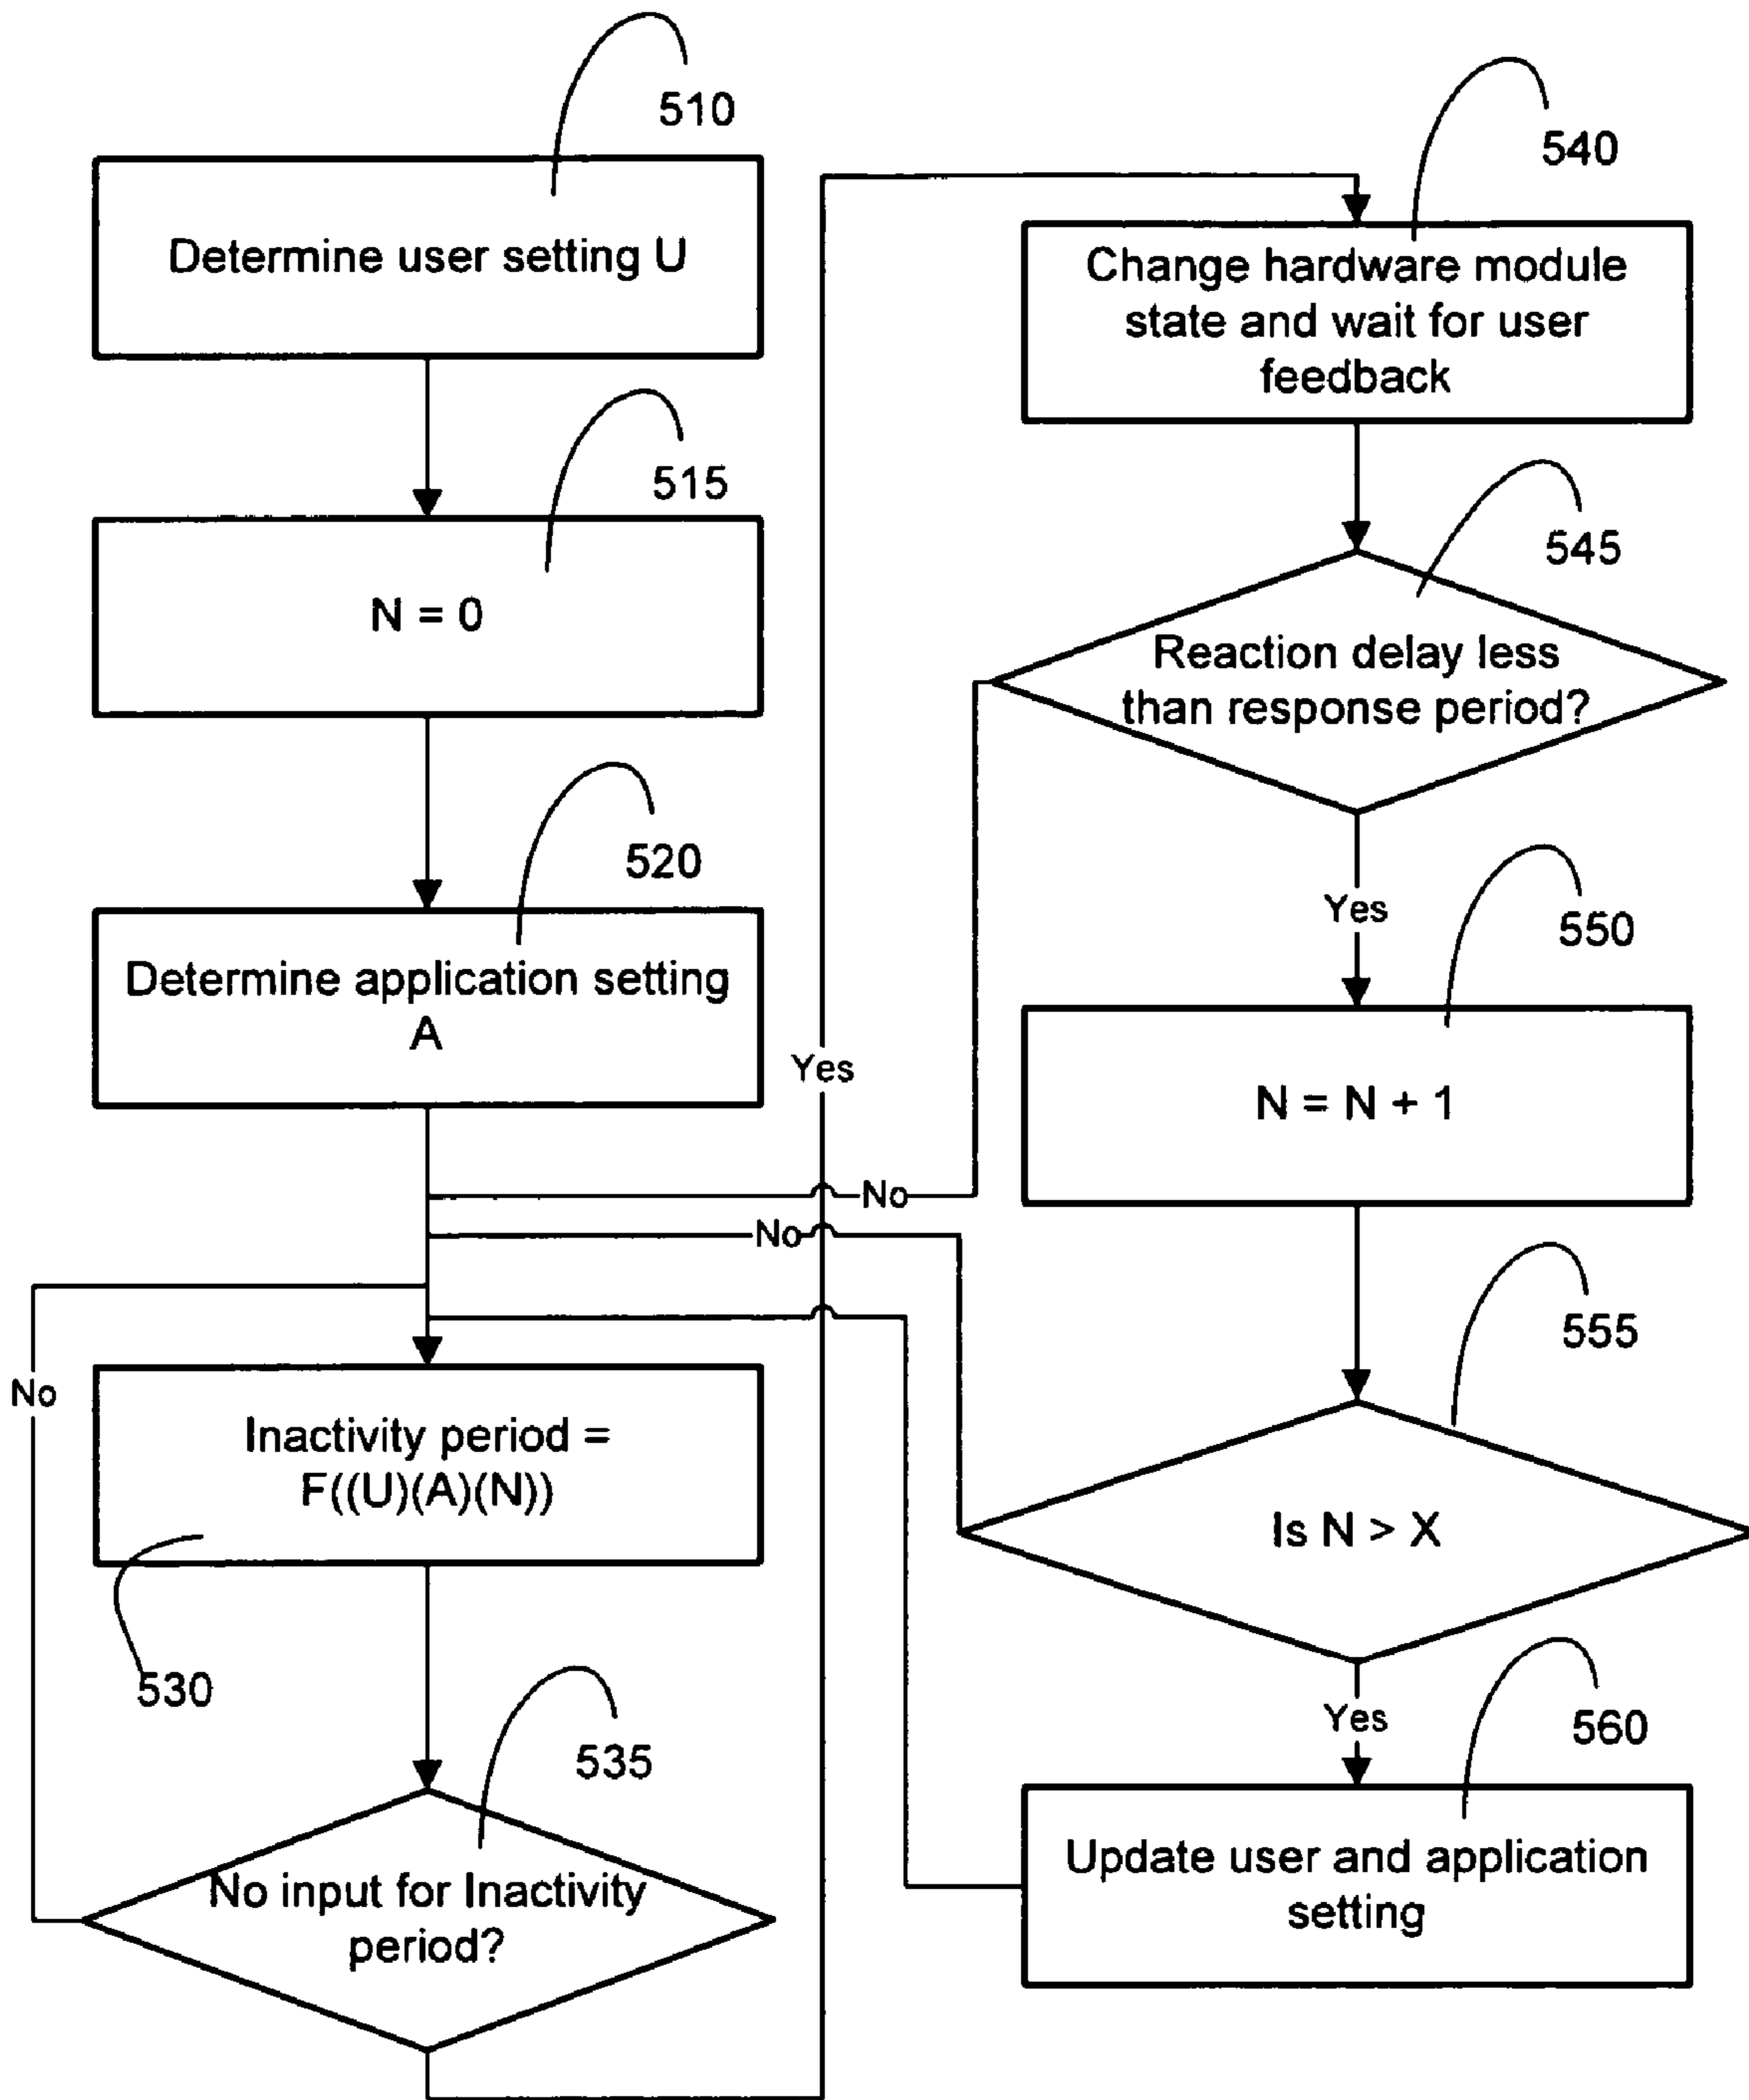 510
Determine user setting U
515
N = 0
520
Determine application setting
A
No
No
No
Inactivity period =
F((U)(A)(N))
530
535
No input for Inactivity
period?
Yes
540
Change hardware module
state and wait for user
feedback
545
Reaction delay less
than response period?
Yes
550
N = N + 1
555
Is N > X
Yes
560
Update user and application
setting